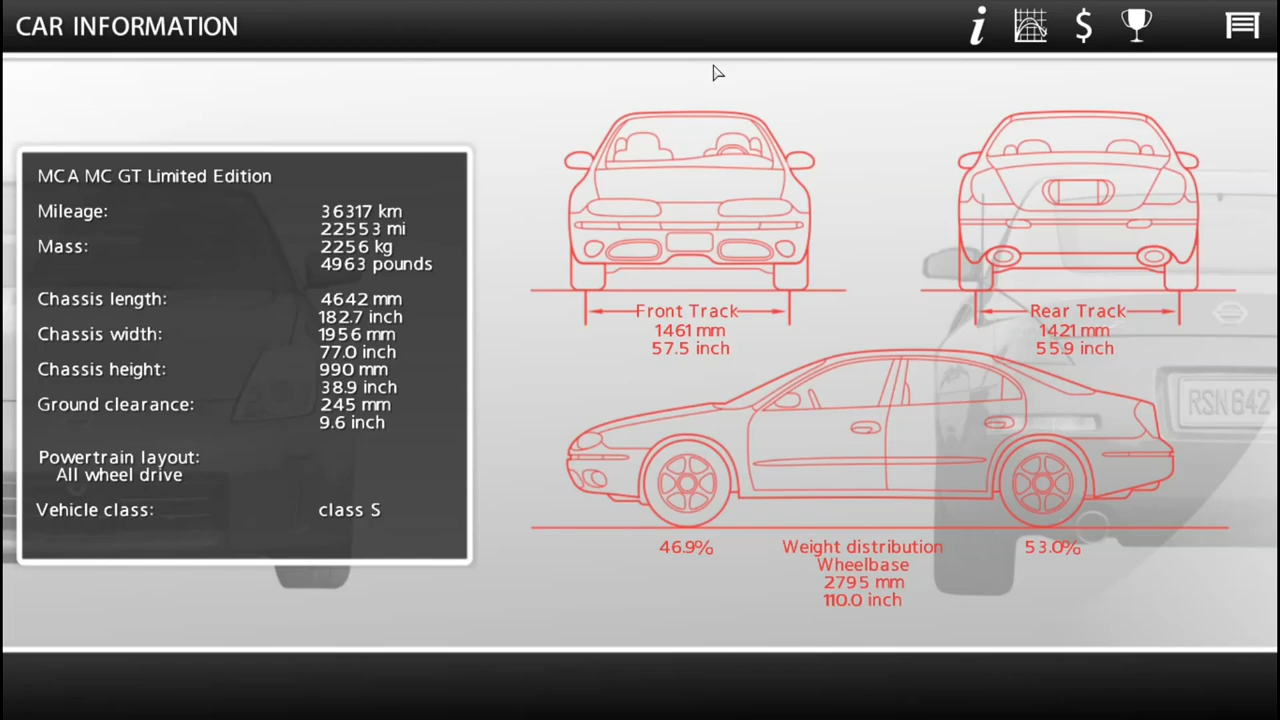 CAR INFORMATION
i $
MCA MC GT Limited Edition
Mileage: 36317 km
22553 mi
Mass: 2256 kg
4963 pounds
Chassis length: 4642 mm
182.7 inch
Chassis width: 1956 mm
77.0 inch
Chassis height: 990 mm
38.9 inch
Ground clearance: 245 mm
9.6 inch
Powertrain layout:
All wheel drive
Vehicle class: class S
Front Track
1461 mm
57.5 inch
Rear Track
1421 mm
55.9 inch
RSN 642
46.9% Weight distribution 53.0%
Wheelbase
2795 mm
110.0 inch